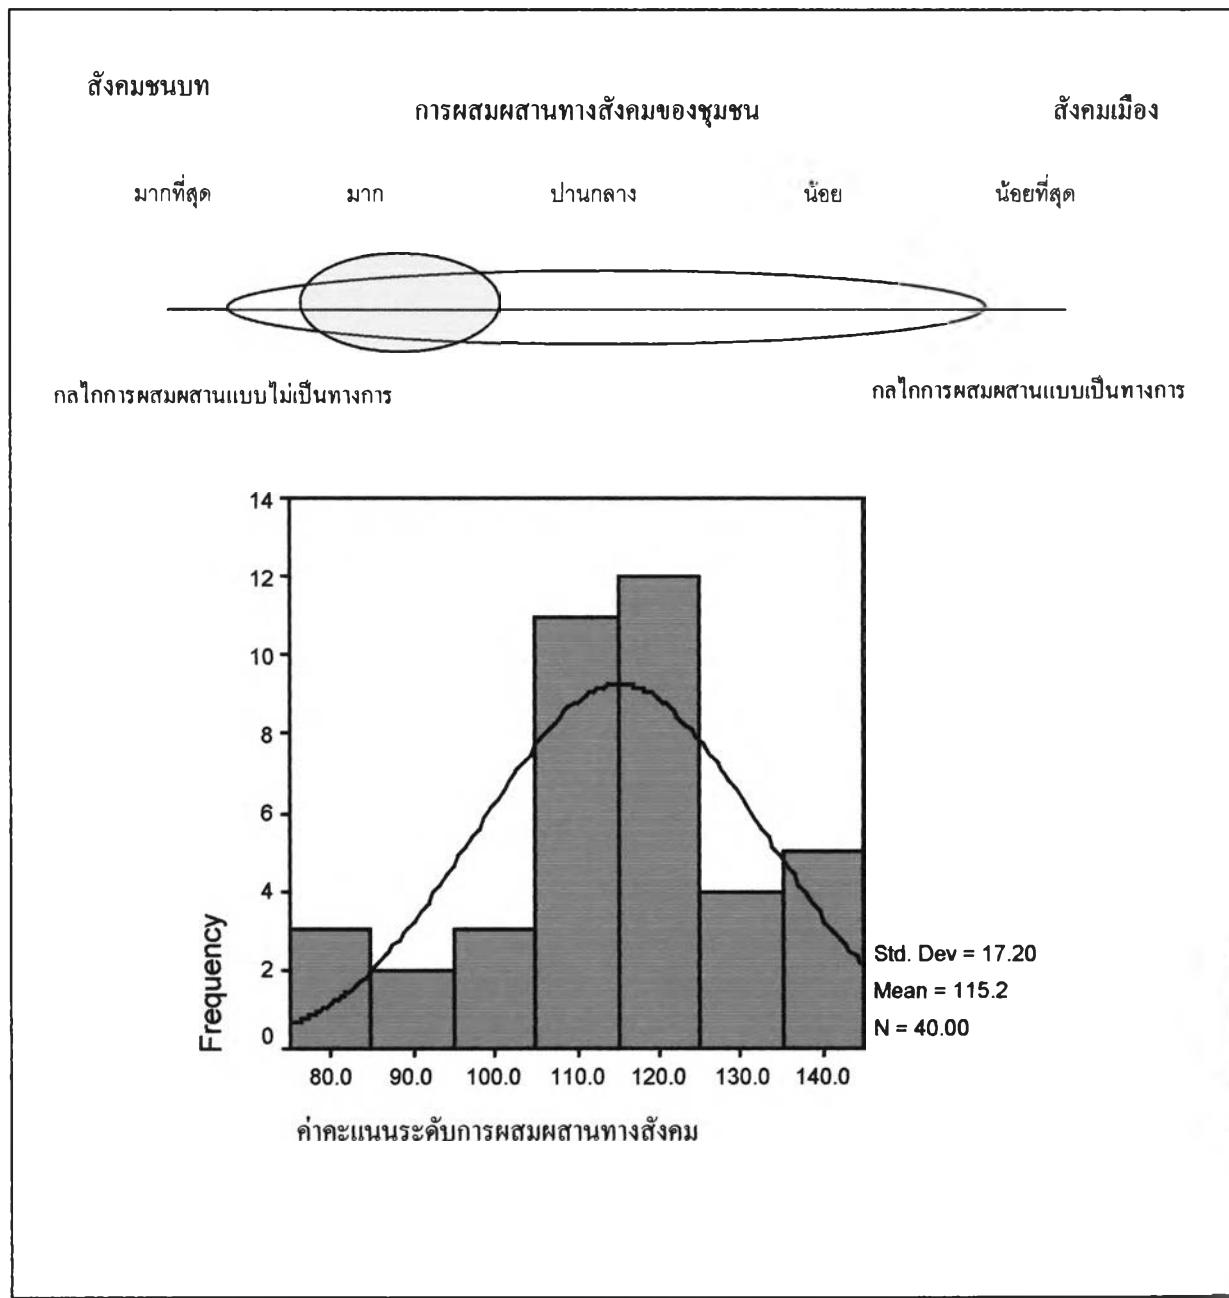 สังคมชนบท
การผสมผสานทางสังคมของชุมชน
สังคมเมือง
มากที่สุด มาก ปานกลาง น้อย น้อยที่สุด
กลไกการผสมผสานแบบไม่เป็นทางการ
กลไกการผสมผสานแบบเป็นทางการ
14
12
10
8
6
4
2
0
Frequency
Std. Dev = 17.20
Mean = 115.2
N = 40.00
80.0 90.0 100.0 110.0 120.0 130.0 140.0
ค่าคะแนนระดับการผสมผสานทางสังคม